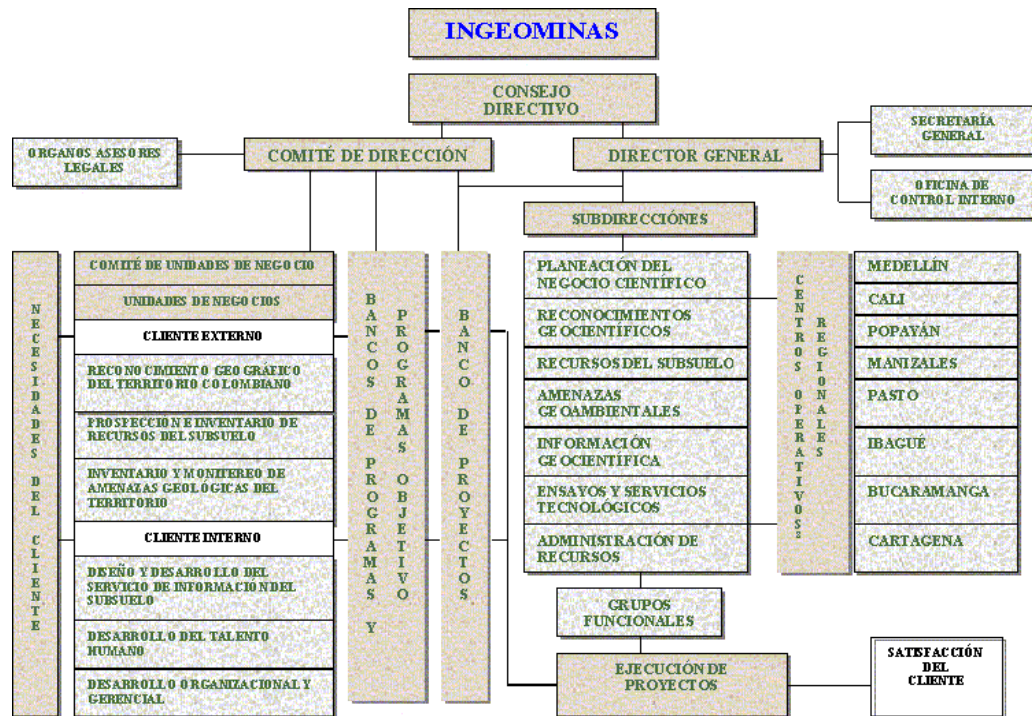 INGEOMINAS
CONSEJO
DIRECTIVO
ORGANOS ASESORES
LEGALES
COMITÉ DE DIRECCIÓN
DIRECTOR GENERAL
SECRETARÍA
GENERAL
OFICINA DE
CONTROL INTERNO
SUBDIRECCIÓNES
NECESIDADES DEL CLIENTE
COMITÉ DE UNIDADES DE NEGOCIO
UNIDADES DE NEGOCIOS
CLIENTE EXTERNO
RECONOCIMIENTO GEOGRÁFICO
DEL TERRITORIO COLOMBIANO
PROSPECCIÓN E INVENTARIO DE
RECURSOS DEL SUBSUELO
INVENTARIO Y MONITEREO DE
AMENAZAS GEOLÓGICAS DEL
TERRITORIO
CLIENTE INTERNO
DISEÑO Y DESARROLLO DEL
SERVICIO DE INFORMACIÓN DEL
SUBSUELO
DESARROLLO DEL TALENTO
HUMANO
DESARROLLO ORGANIZACIONAL Y
GERENCIAL
BANCOS DE PROGRAMAS Y
PROGRAMAS OBJETIVO
BANCO DE PROYECTOS
PLANEACIÓN DEL
NEGOCIO CIENTÍFICO
RECONOCIMIENTOS
GEOCIENTÍFICOS
RECURSOS DEL SUBSUELO
AMENAZAS
GEOAMBIENTALES
INFORMACIÓN
GEOCIENTÍFICA
ENSAYOS Y SERVICIOS
TECNOLÓGICOS
ADMINISTRACIÓN DE
RECURSOS
CENTROS OPERATIVOS
REGIONALES
MEDELLÍN
CALI
POPAYÁN
MANIZALES
PASTO
IBAGUÉ
BUCARAMANGA
CARTAGENA
GRUPOS
FUNCIONALES
EJECUCIÓN DE
PROYECTOS
SATISFACCIÓN
DEL
CLIENTE